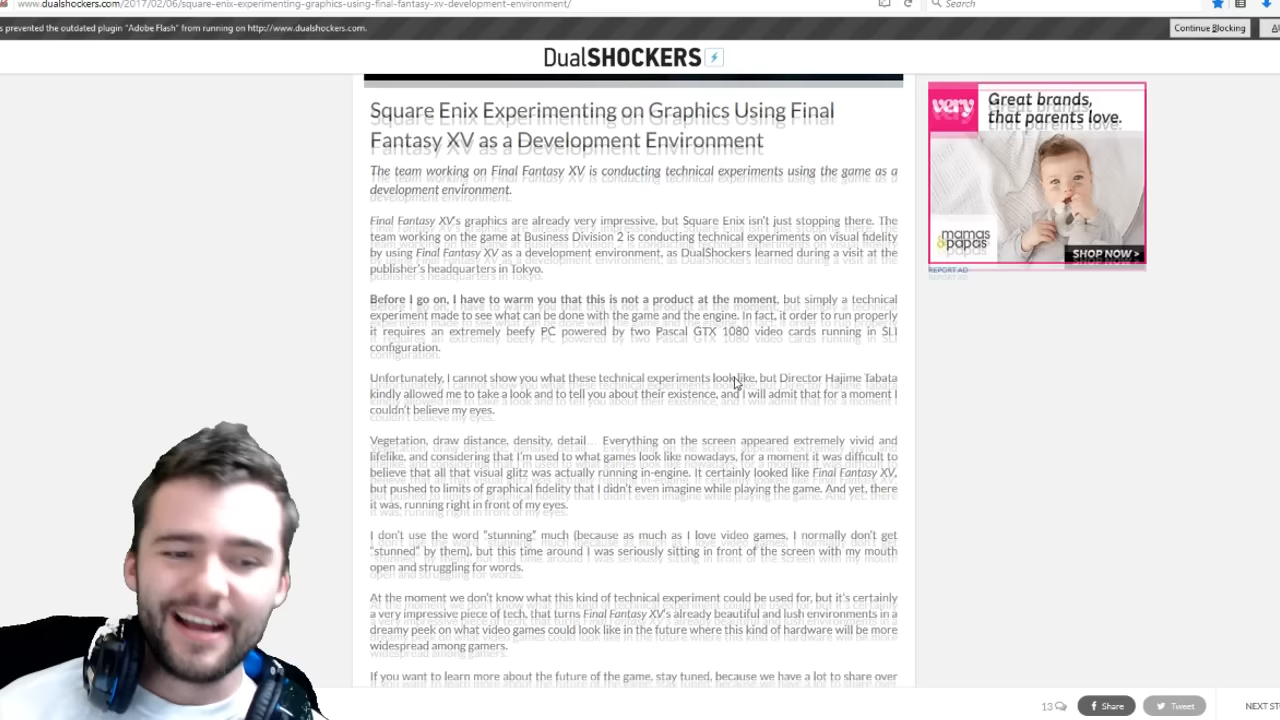 www.dualshockers.com/2017/02/06/square-enix-experimenting-graphics-using-final-fantasy-xv-development-environment/
Search
s prevented the outdated plugin "Adobe Flash" from running on http://www.dualshockers.com.
Continue Blocking
DualSHOCKERS
Square Enix Experimenting on Graphics Using Final
Fantasy XV as a Development Environment
The team working on Final Fantasy XV is conducting technical experiments using the game as a
development environment.
Final Fantasy XV's graphics are already very impressive, but Square Enix isn't just stopping there. The
team working on the game at Business Division 2 is conducting technical experiments on visual fidelity
by using Final Fantasy XV as a development environment, as DualShockers learned during a visit at the
publisher's headquarters in Tokyo.
Before I go on, I have to warm you that this is not a product at the moment, but simply a technical
experiment made to see what can be done with the game and the engine. In fact, it order to run properly
it requires an extremely beefy PC powered by two Pascal GTX 1080 video cards running in SLI
configuration.
Unfortunately, I cannot show you what these technical experiments look like, but Director Hajime Tabata
kindly allowed me to take a look and to tell you about their existence, and I will admit that for a moment I
couldn't believe my eyes.
Vegetation, draw distance, density, detail... Everything on the screen appeared extremely vivid and
lifelike, and considering that I'm used to what games look like nowadays, for a moment it was difficult to
believe that all that visual glitz was actually running in-engine. It certainly looked like Final Fantasy XV,
but pushed to limits of graphical fidelity that I didn't even imagine while playing the game. And yet, there
it was, running right in front of my eyes.
I don't use the word "stunning" much (because as much as I love video games, I normally don't get
"stunned" by them), but this time around I was seriously sitting in front of the screen with my mouth
open and struggling for words.
At the moment we don't know what this kind of technical experiment could be used for, but it's certainly
a very impressive piece of tech, that turns Final Fantasy XV's already beautiful and lush environments in a
dreamy peek on what video games could look like in the future where this kind of hardware will be more
widespread among gamers.
If you want to learn more about the future of the game, stay tuned, because we have a lot to share over
very
Great brands,
that parents love.
mamas
&papas
SHOP NOW >
REPORT AD
13
Share
Tweet
NEXT ST